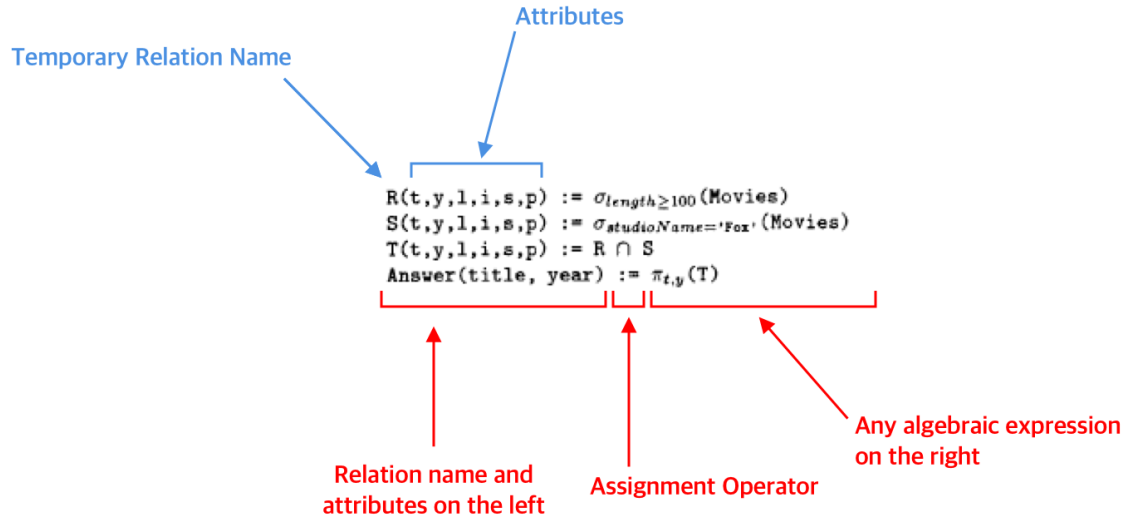 Attributes
Temporary Relation Name
R(t,y,l,i,s,p) := σlength≥100(Movies)
S(t,y,l,i,s,p) := σstudioName='Fox'(Movies)
T(t,y,l,i,s,p) := R ∩ S
Answer(title, year) := πt,y(T)
Relation name and
attributes on the left
Assignment Operator
Any algebraic expression
on the right